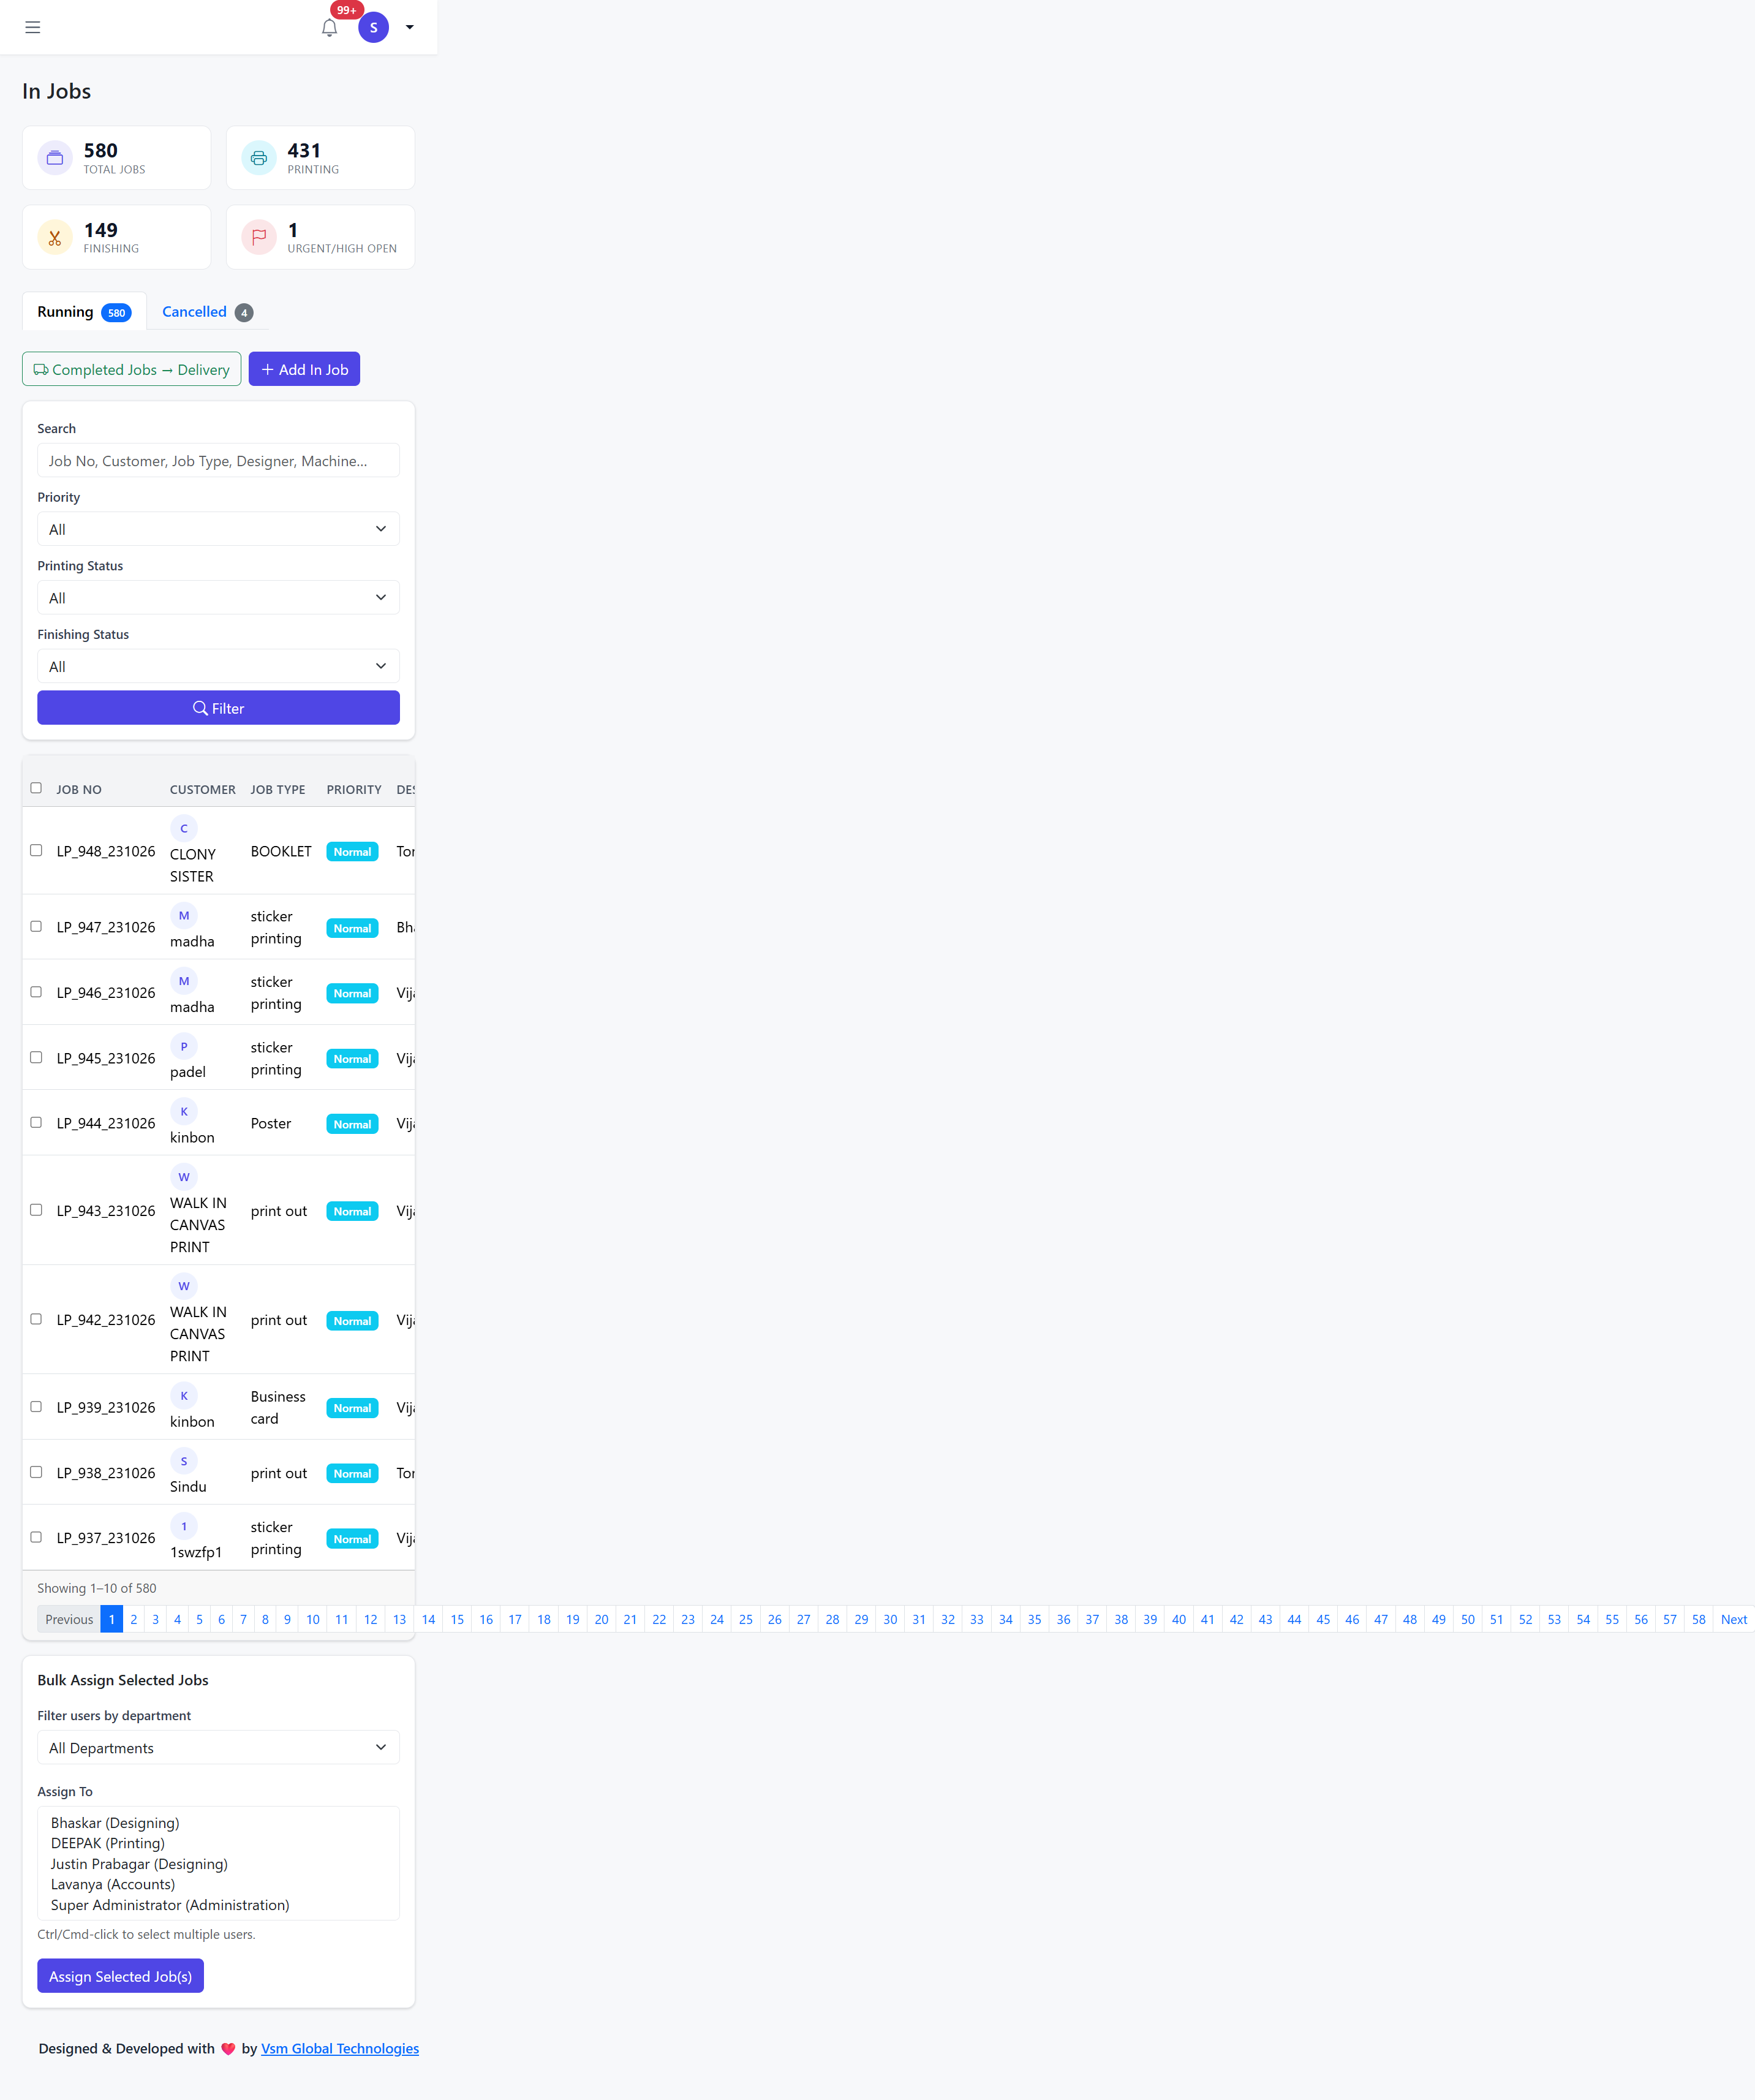 99+
S
In Jobs
580
TOTAL JOBS
431
PRINTING
149
FINISHING
1
URGENT/HIGH OPEN
Running 580
Cancelled 4
Completed Jobs → Delivery
+ Add In Job
Search
Job No, Customer, Job Type, Designer, Machine...
Priority
All
Printing Status
All
Finishing Status
All
Filter
JOB NO CUSTOMER JOB TYPE PRIORITY DES
C
LP_948_231026 CLONY SISTER BOOKLET Normal Tor
M
LP_947_231026 madha sticker printing Normal Bha
M
LP_946_231026 madha sticker printing Normal Vija
P
LP_945_231026 padel sticker printing Normal Vija
K
LP_944_231026 kinbon Poster Normal Vija
W
LP_943_231026 WALK IN CANVAS PRINT print out Normal Vija
W
LP_942_231026 WALK IN CANVAS PRINT print out Normal Vija
K
LP_939_231026 kinbon Business card Normal Vija
S
LP_938_231026 Sindu print out Normal Tor
1
LP_937_231026 1swzfp1 sticker printing Normal Vija
Showing 1–10 of 580
Previous 1 2 3 4 5 6 7 8 9 10 11 12 13 14 15 16 17 18 19 20 21 22 23 24 25 26 27 28 29 30 31 32 33 34 35 36 37 38 39 40 41 42 43 44 45 46 47 48 49 50 51 52 53 54 55 56 57 58 Next
Bulk Assign Selected Jobs
Filter users by department
All Departments
Assign To
Bhaskar (Designing)
DEEPAK (Printing)
Justin Prabagar (Designing)
Lavanya (Accounts)
Super Administrator (Administration)
Ctrl/Cmd-click to select multiple users.
Assign Selected Job(s)
Designed & Developed with ❤️ by Vsm Global Technologies